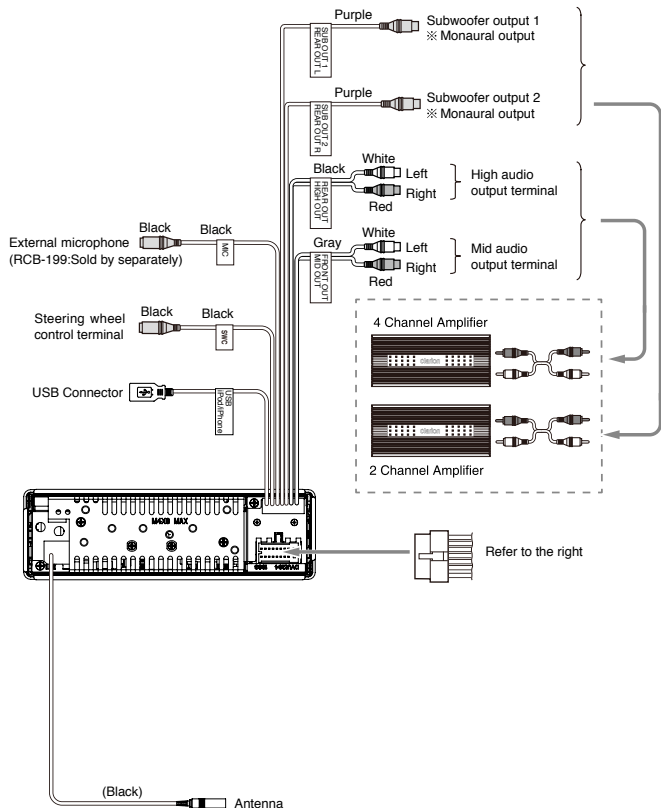 Purple
Subwoofer output 1
※ Monaural output
SUB OUT 1
REAR OUT L
Purple
Subwoofer output 2
※ Monaural output
SUB OUT 2
REAR OUT R
White
Black
Left
High audio
output terminal
Right
Red
REAR OUT
HIGH OUT
White
Gray
Left
Mid audio
output terminal
Right
Red
FRONT OUT
MID OUT
Black
Black
External microphone
(RCB-199:Sold by separately)
MIC
Black
Black
Steering wheel
control terminal
SWC
USB Connector
USB
iPod/iPhone
4 Channel Amplifier
clarion
clarion
2 Channel Amplifier
M4X8 MAX
Refer to the right
(Black)
Antenna